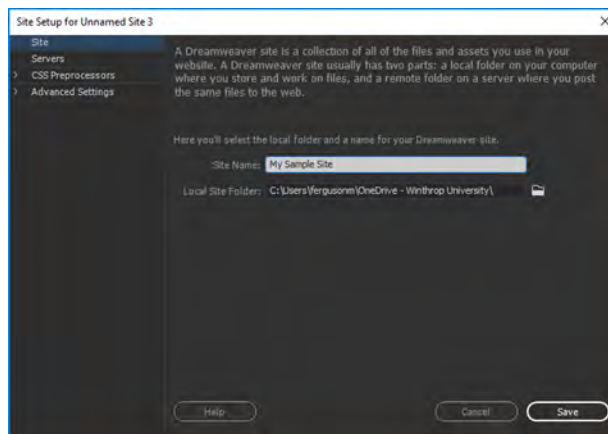 Site Setup for Unnamed Site 3
Site
Servers
CSS Preprocessors
Advanced Settings
A Dreamweaver site is a collection of all of the files and assets you use in your
website. A Dreamweaver site usually has two parts: a local folder on your computer
where you store and work on files, and a remote folder on a server where you post
the same files to the web.
Here you'll select the local folder and a name for your Dreamweaver site.
Site Name: My Sample Site
Local Site Folder: C:\Users\fergusonm\OneDrive - Winthrop University\
Help Cancel Save